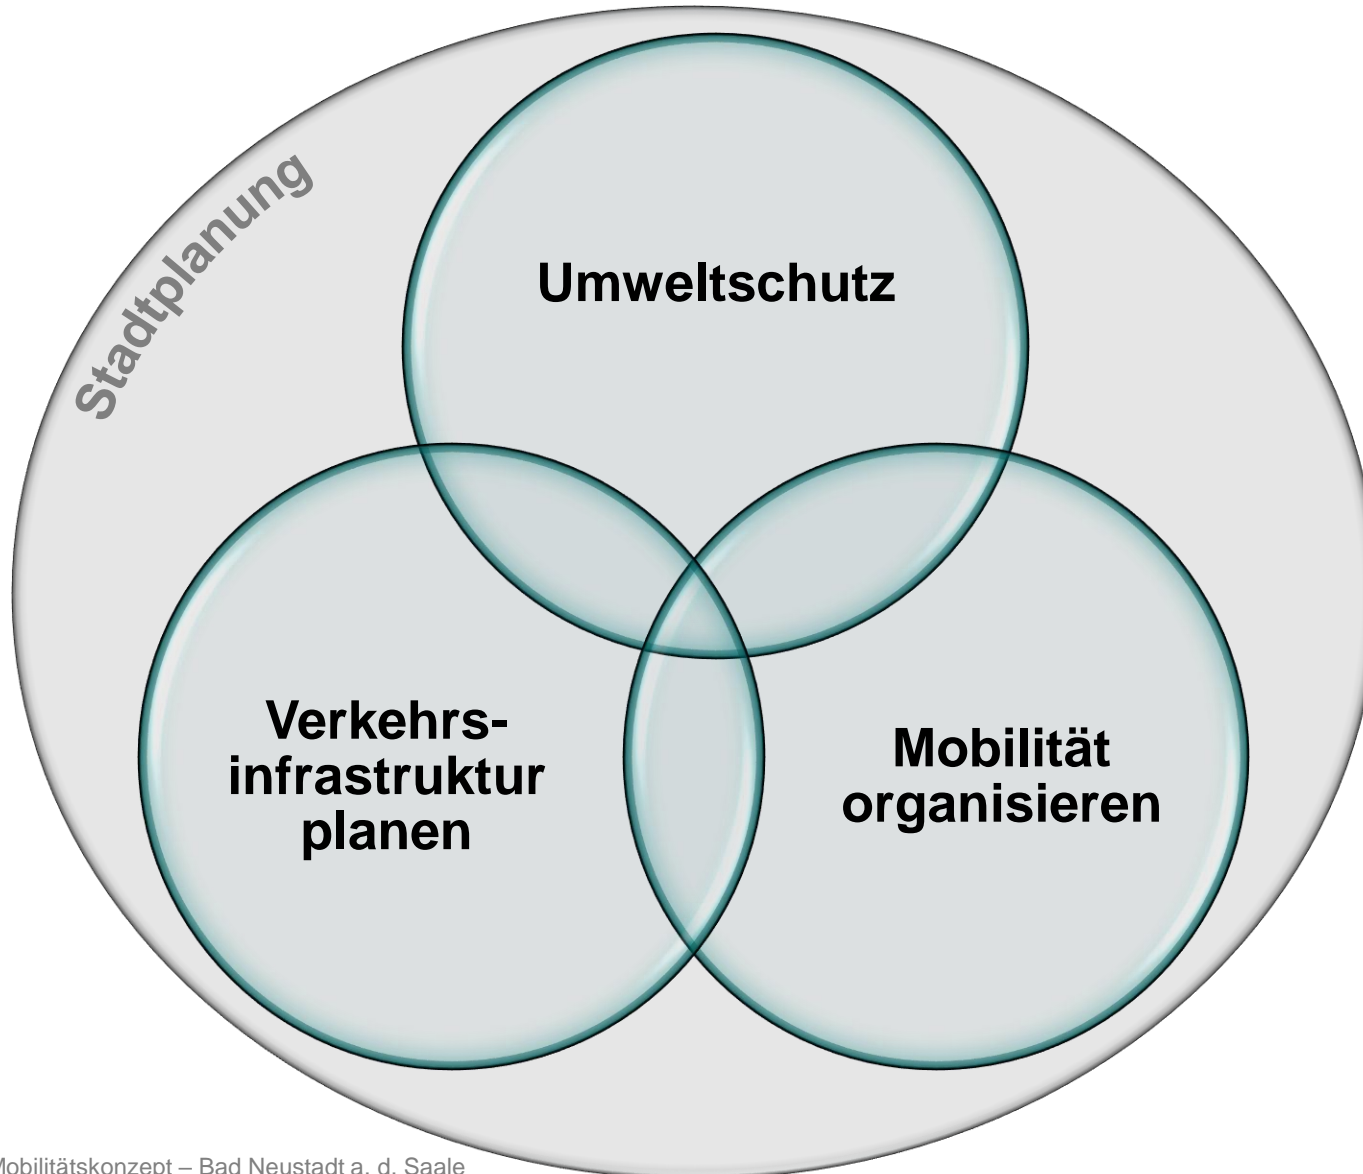 Stadtplanung
Umweltschutz
Verkehrs-
infrastruktur
planen
Mobilität
organisieren
Mobilitätskonzept – Bad Neustadt a. d. Saale